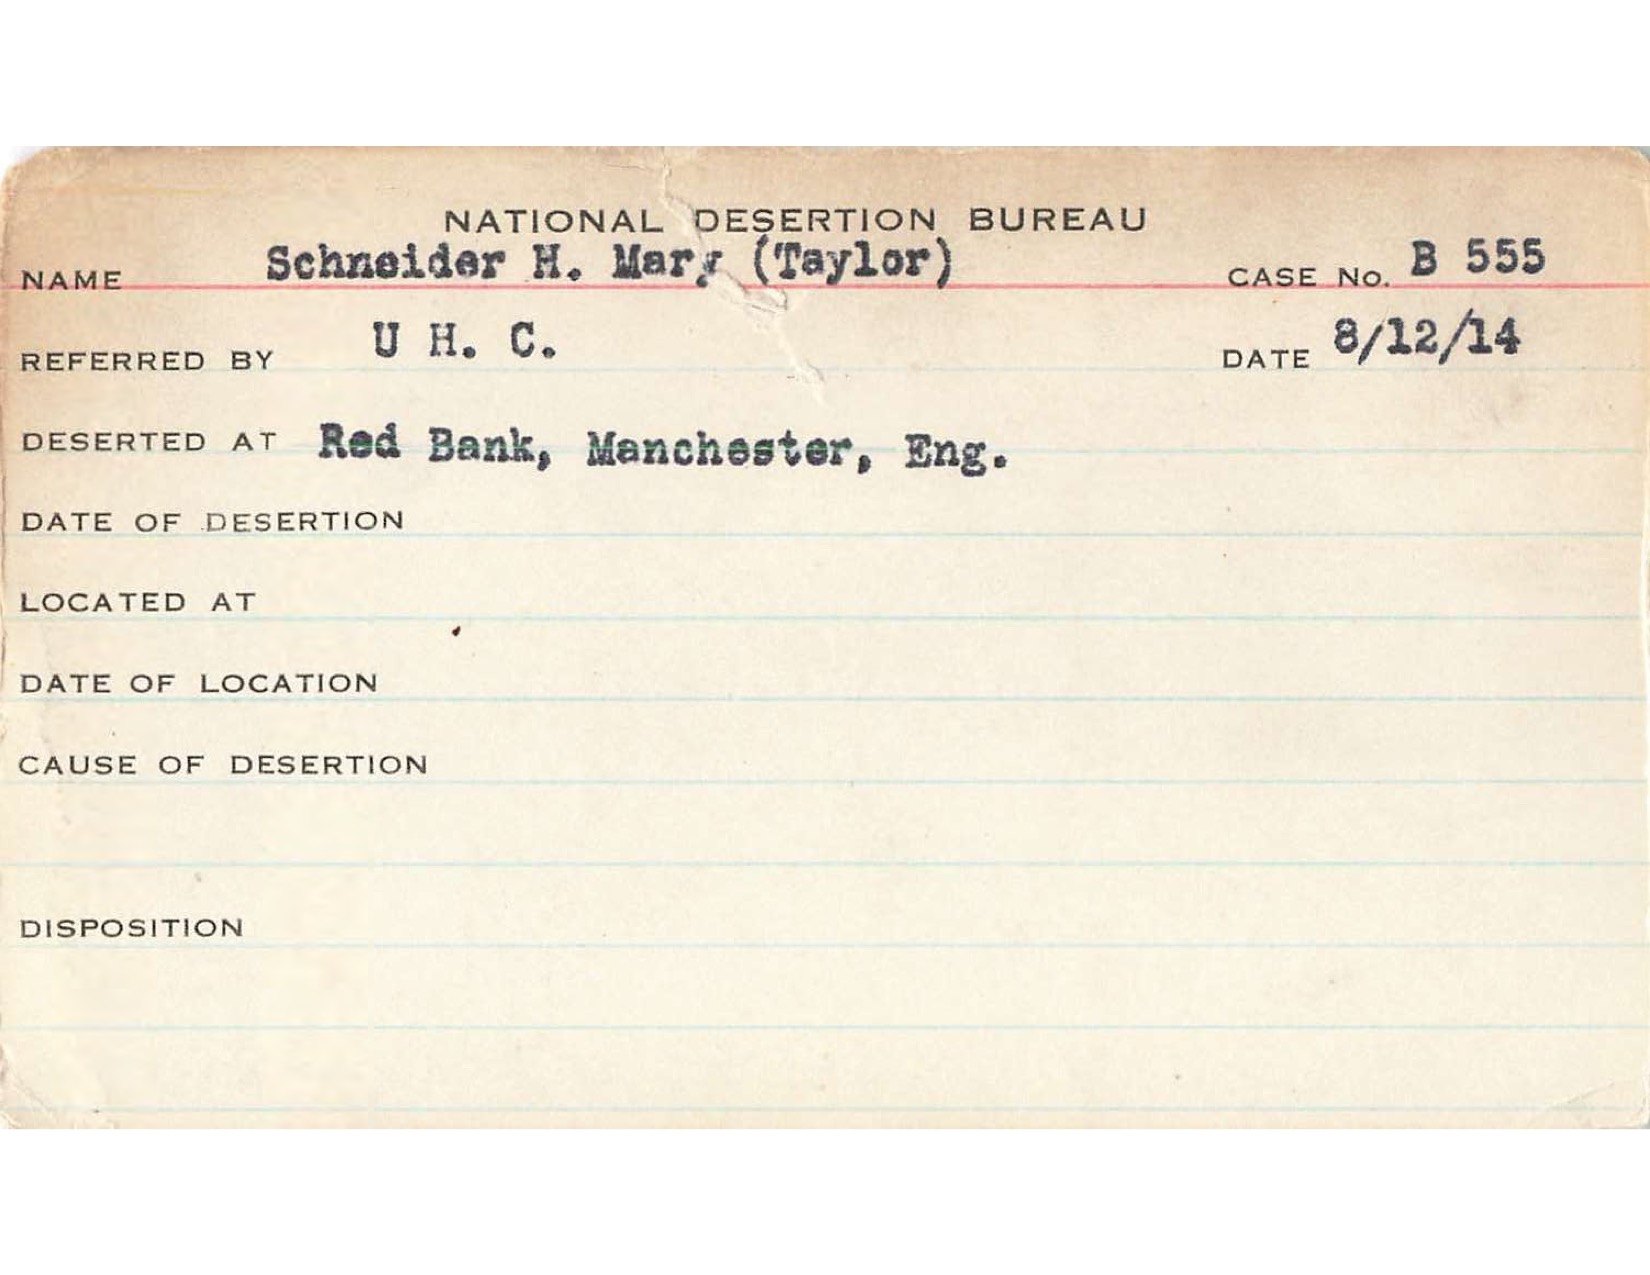 NATIONAL DESERTION BUREAU
NAME Schneider H. Mary (Taylor) CASE No. B 555
REFERRED BY U H. C. DATE 8/12/14
DESERTED AT Red Bank, Manchester, Eng.
DATE OF DESERTION
LOCATED AT
DATE OF LOCATION
CAUSE OF DESERTION
DISPOSITION